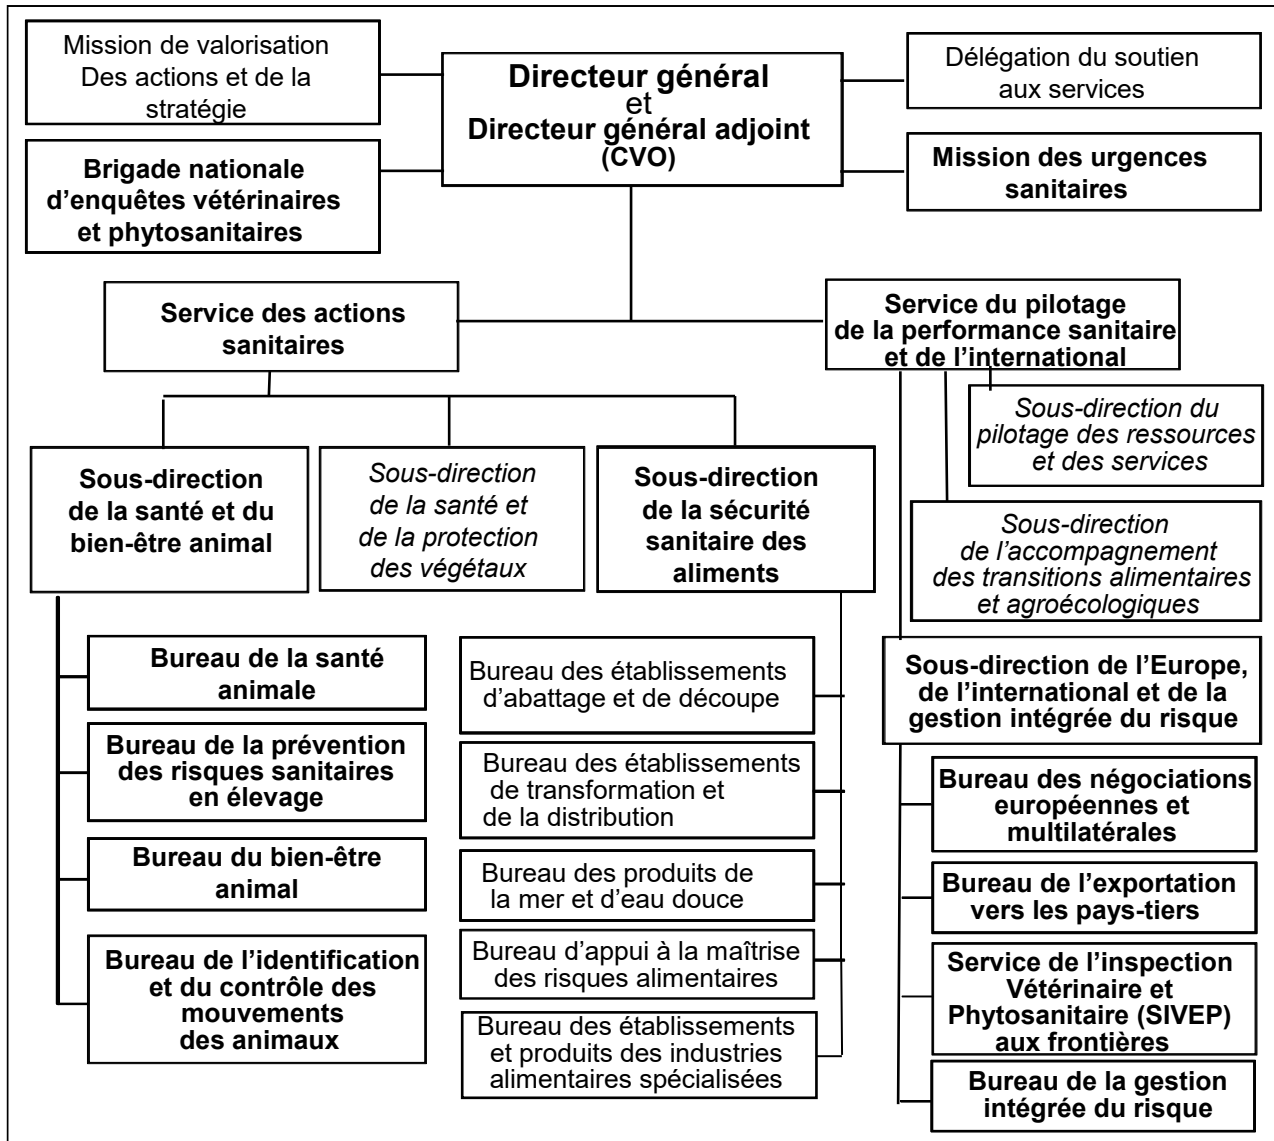 Mission de valorisation
Des actions et de la
stratégie
Directeur général
et
Directeur général adjoint
(CVO)
Délégation du soutien
aux services
Brigade nationale
d’enquêtes vétérinaires
et phytosanitaires
Mission des urgences
sanitaires
Service des actions
sanitaires
Service du pilotage
de la performance sanitaire
et de l’international
Sous-direction du
pilotage des ressources
et des services
Sous-direction
de la santé et du
bien-être animal
Sous-direction
de la santé et
de la protection
des végétaux
Sous-direction
de la sécurité
sanitaire des
aliments
Sous-direction
de l’accompagnement
des transitions alimentaires
et agroécologiques
Bureau de la santé
animale
Bureau de la prévention
des risques sanitaires
en élevage
Bureau du bien-être
animal
Bureau de l’identification
et du contrôle des
mouvements
des animaux
Bureau des établissements
d’abattage et de découpe
Bureau des établissements
de transformation et
de la distribution
Bureau des produits de
la mer et d’eau douce
Bureau d’appui à la maîtrise
des risques alimentaires
Bureau des établissements
et produits des industries
alimentaires spécialisées
Sous-direction de l’Europe,
de l’international et de la
gestion intégrée du risque
Bureau des négociations
européennes et
multilatérales
Bureau de l’exportation
vers les pays-tiers
Service de l’inspection
Vétérinaire et
Phytosanitaire (SIVEP)
aux frontières
Bureau de la gestion
intégrée du risque